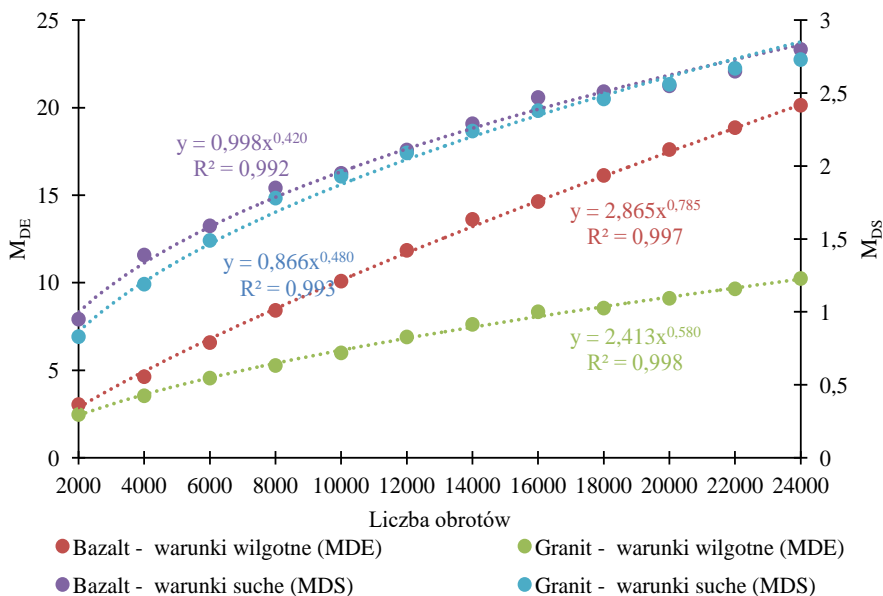 25
20
15
10
5
0
M_DE
3
2,5
2
1,5
1
0,5
0
M_DS
y = 0,998x^0,420
R² = 0,992
y = 2,865x^0,785
R² = 0,997
y = 0,866x^0,480
R² = 0,993
y = 2,413x^0,580
R² = 0,998
2000 4000 6000 8000 10000 12000 14000 16000 18000 20000 22000 24000
Liczba obrotów
Bazalt - warunki wilgotne (MDE)
Granit - warunki wilgotne (MDE)
Bazalt - warunki suche (MDS)
Granit - warunki suche (MDS)